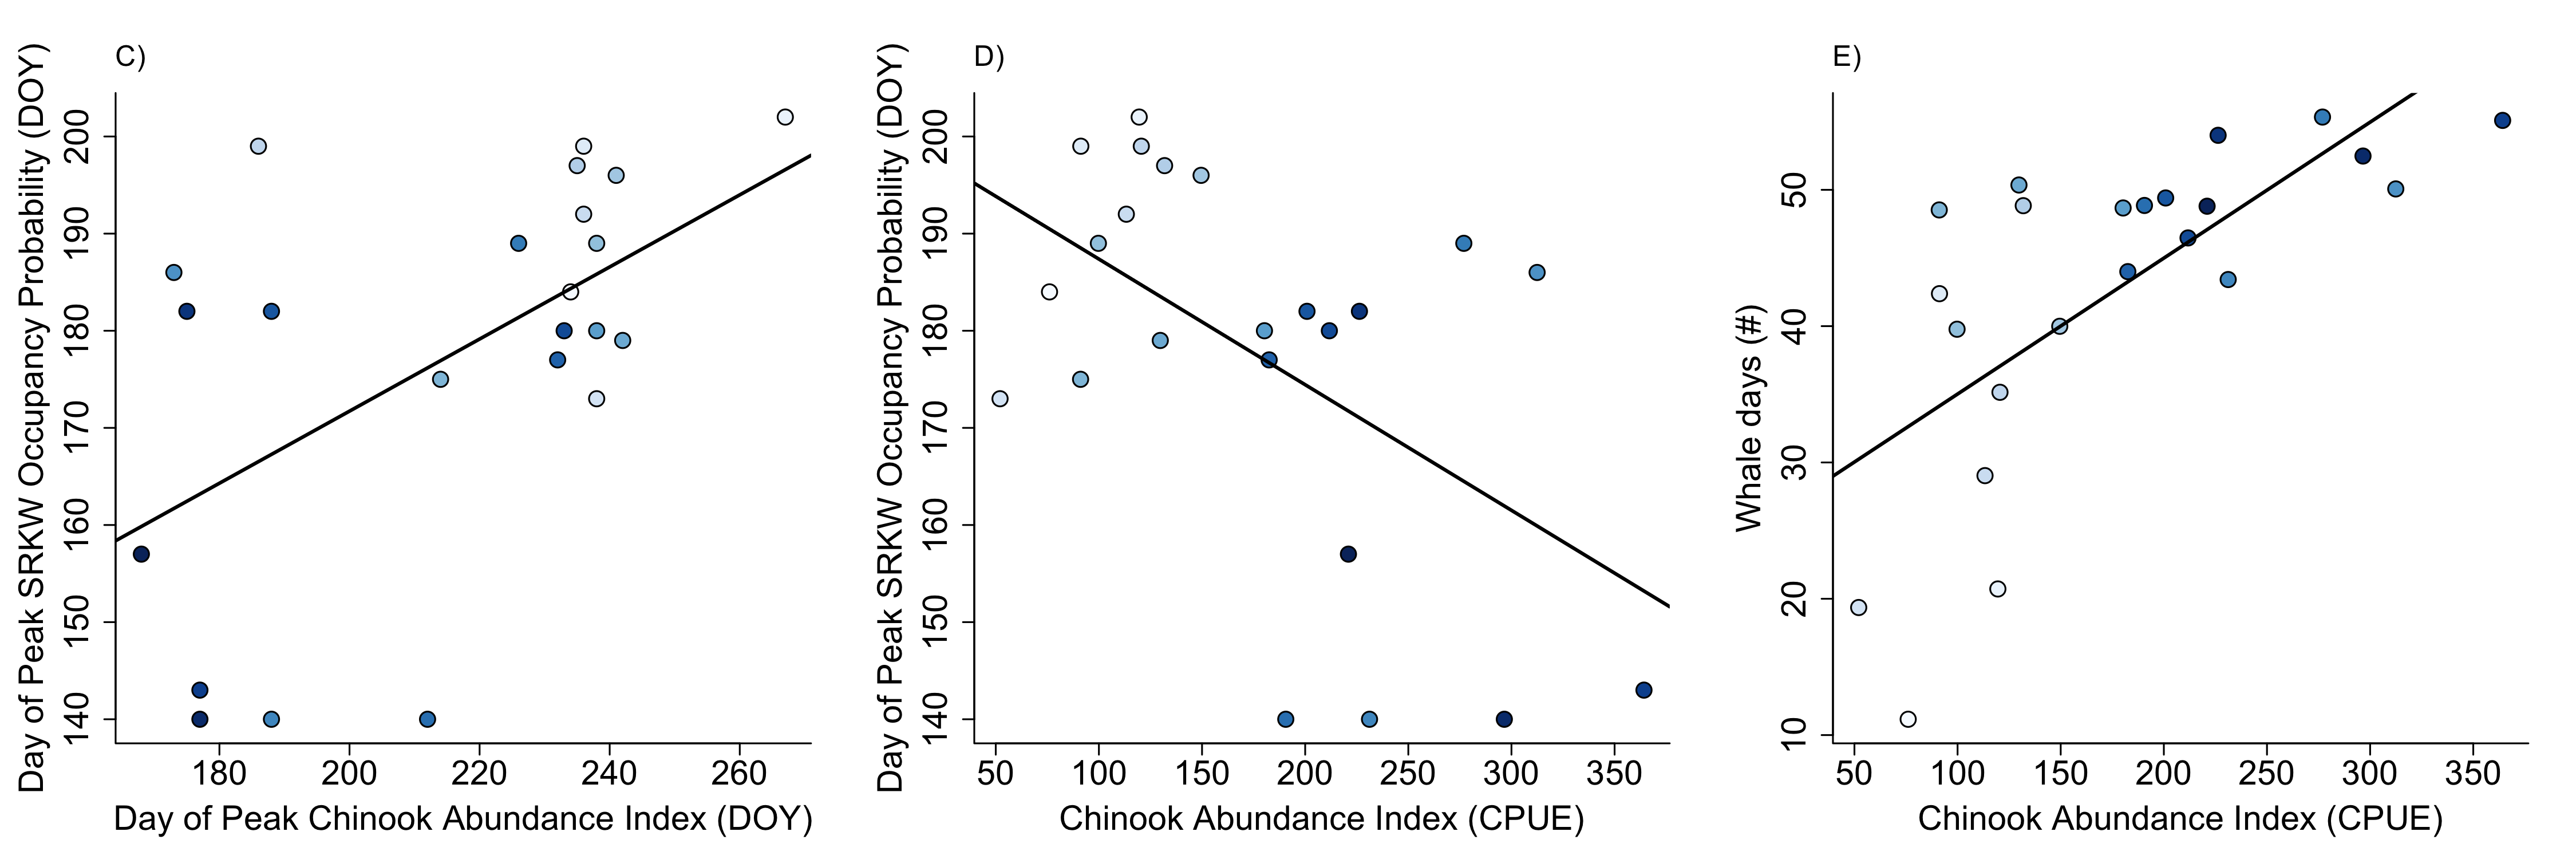 C)
Day of Peak SRKW Occupancy Probability (DOY)
200
190
180
170
160
150
140
180 200 220 240 260
Day of Peak Chinook Abundance Index (DOY)
D)
Day of Peak SRKW Occupancy Probability (DOY)
200
190
180
170
160
150
140
50 100 150 200 250 300 350
Chinook Abundance Index (CPUE)
E)
Whale days (#)
50
40
30
20
10
50 100 150 200 250 300 350
Chinook Abundance Index (CPUE)